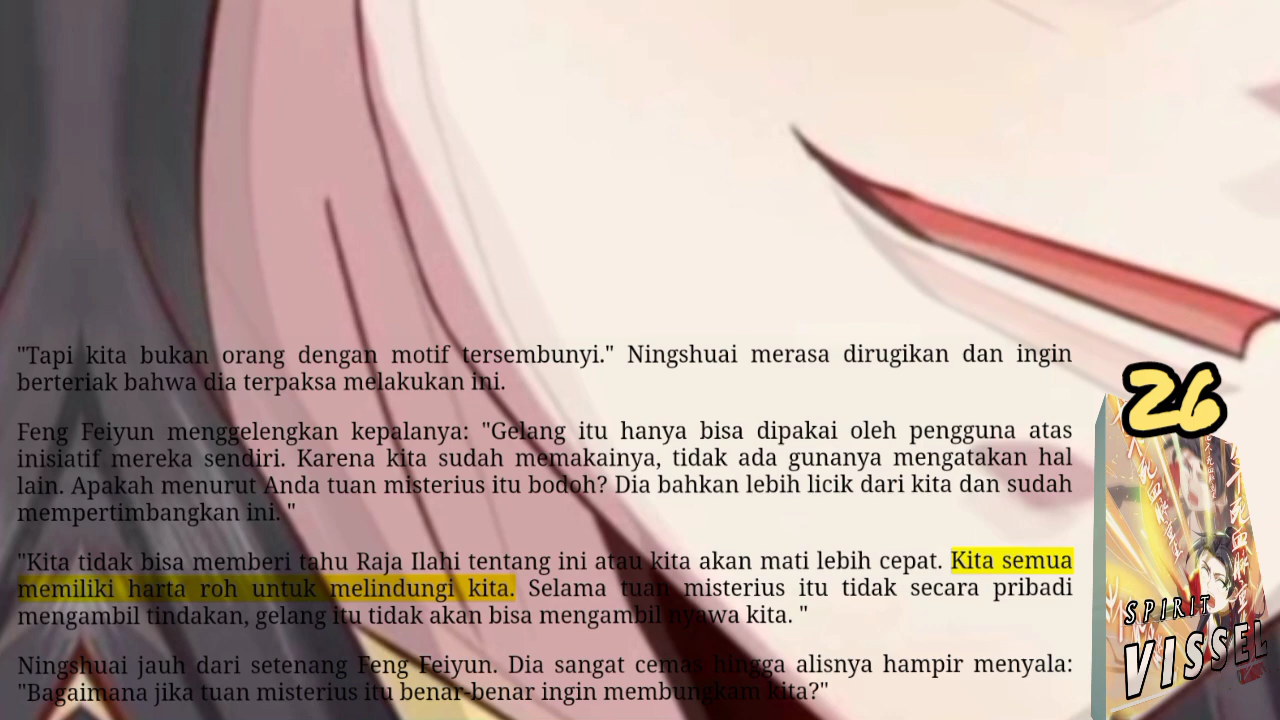 "Tapi kita bukan orang dengan motif tersembunyi." Ningshuai merasa dirugikan dan ingin
berteriak bahwa dia terpaksa melakukan ini.
Feng Feiyun menggelengkan kepalanya: "Gelang itu hanya bisa dipakai oleh pengguna atas
inisiatif mereka sendiri. Karena kita sudah memakainya, tidak ada gunanya mengatakan hal
lain. Apakah menurut Anda tuan misterius itu bodoh? Dia bahkan lebih licik dari kita dan sudah
mempertimbangkan ini. "
"Kita tidak bisa memberi tahu Raja Ilahi tentang ini atau kita akan mati lebih cepat. Kita semua
memiliki harta roh untuk melindungi kita. Selama tuan misterius itu tidak secara pribadi
mengambil tindakan, gelang itu tidak akan bisa mengambil nyawa kita. "
Ningshuai jauh dari setenang Feng Feiyun. Dia sangat cemas hingga alisnya hampir menyala:
"Bagaimana jika tuan misterius itu benar-benar ingin membungkam kita?"
26
SPIRIT
VISSEL